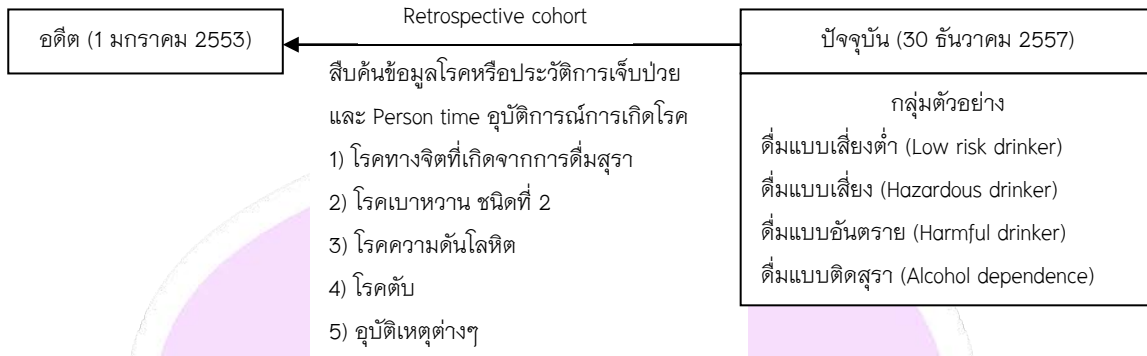 Retrospective cohort
อดีต (1 มกราคม 2553)
ปัจจุบัน (30 ธันวาคม 2557)
สืบค้นข้อมูลโรคหรือประวัติการเจ็บป่วย
และ Person time อุบัติการณ์การเกิดโรค
1) โรคทางจิตที่เกิดจากการดื่มสุรา
2) โรคเบาหวาน ชนิดที่ 2
3) โรคความดันโลหิต
4) โรคตับ
5) อุบัติเหตุต่างๆ
กลุ่มตัวอย่าง
ดื่มแบบเสี่ยงต่ำ (Low risk drinker)
ดื่มแบบเสี่ยง (Hazardous drinker)
ดื่มแบบอันตราย (Harmful drinker)
ดื่มแบบติดสุรา (Alcohol dependence)